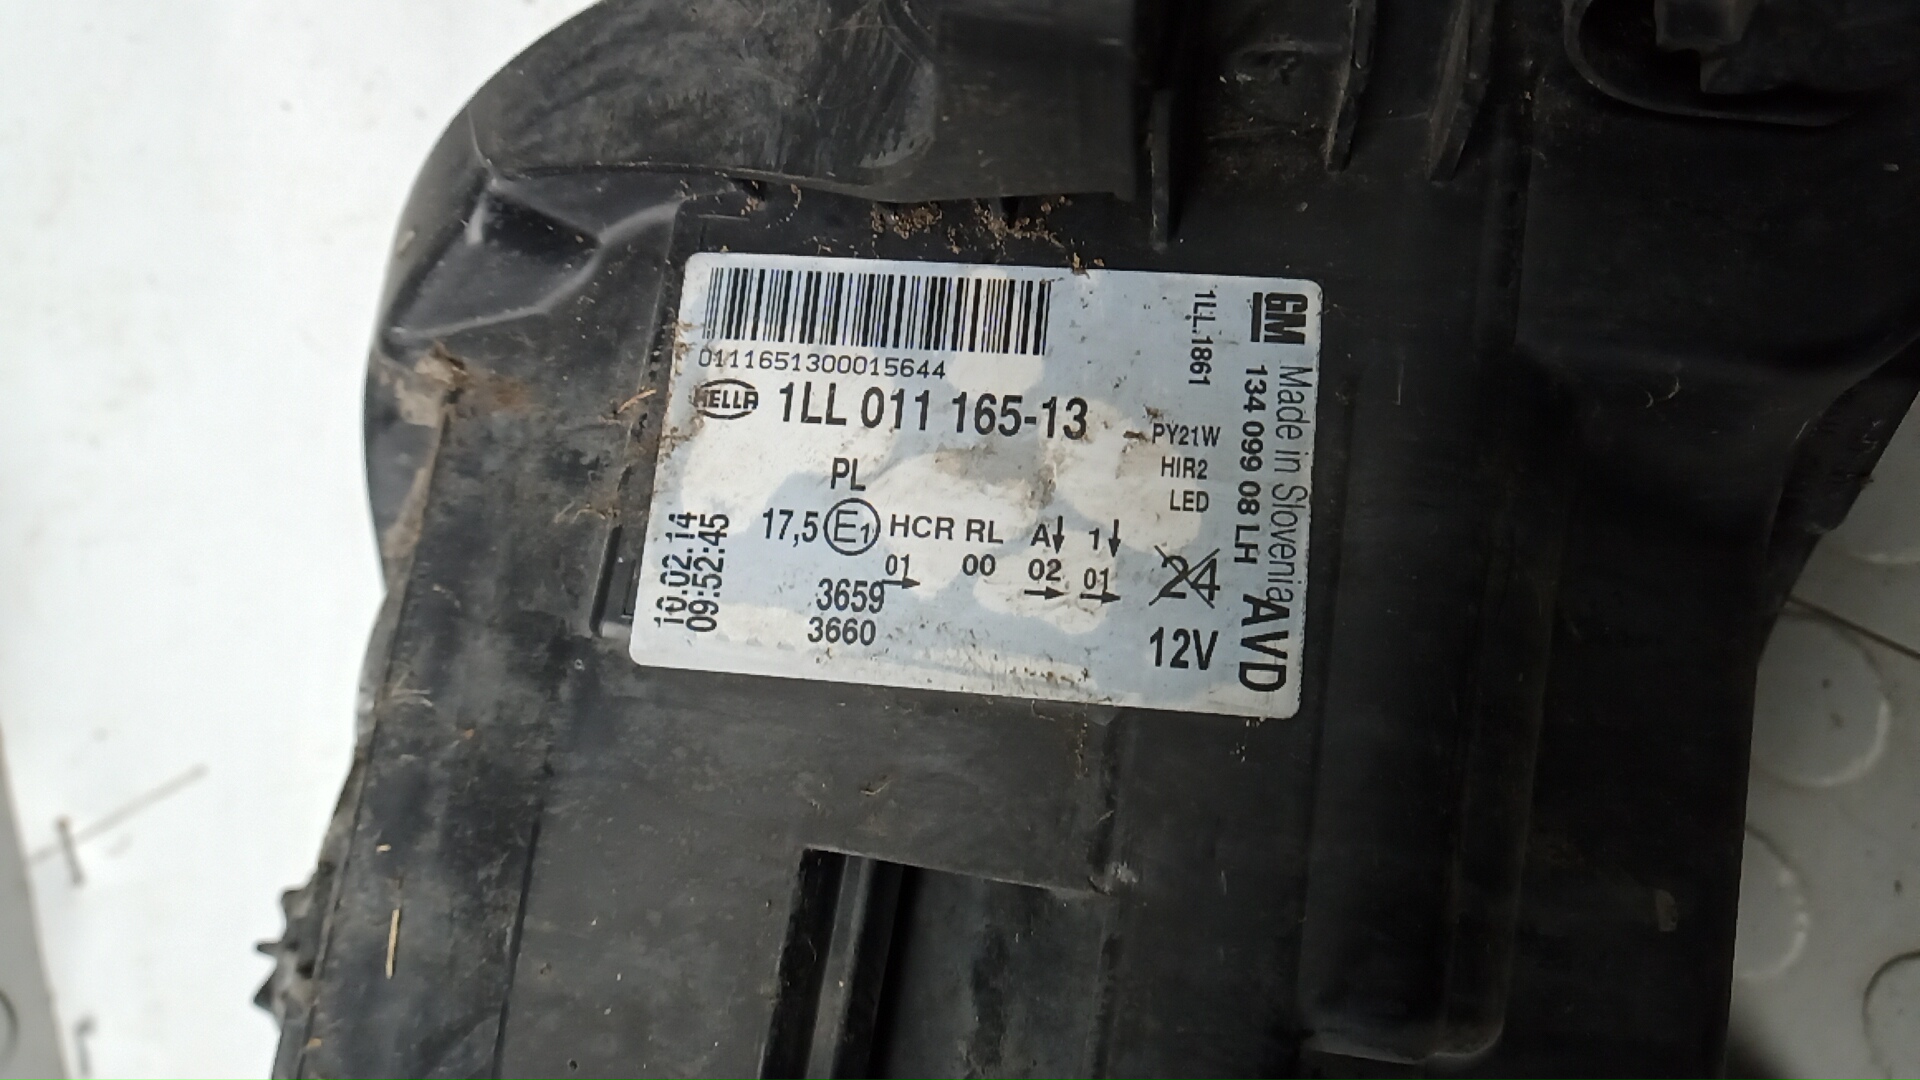 0111651300015644
HELLA 1LL 011 165-13
PL
17,5 E1 HCR RL A↓ 1↓
01 00 02 01
→ → →
3659
3660
10.02.14
09:52:45
1LL.1861
PY21W
HIR2
LED
24
12V
GM 134 099 08 LH AVD
Made in Slovenia